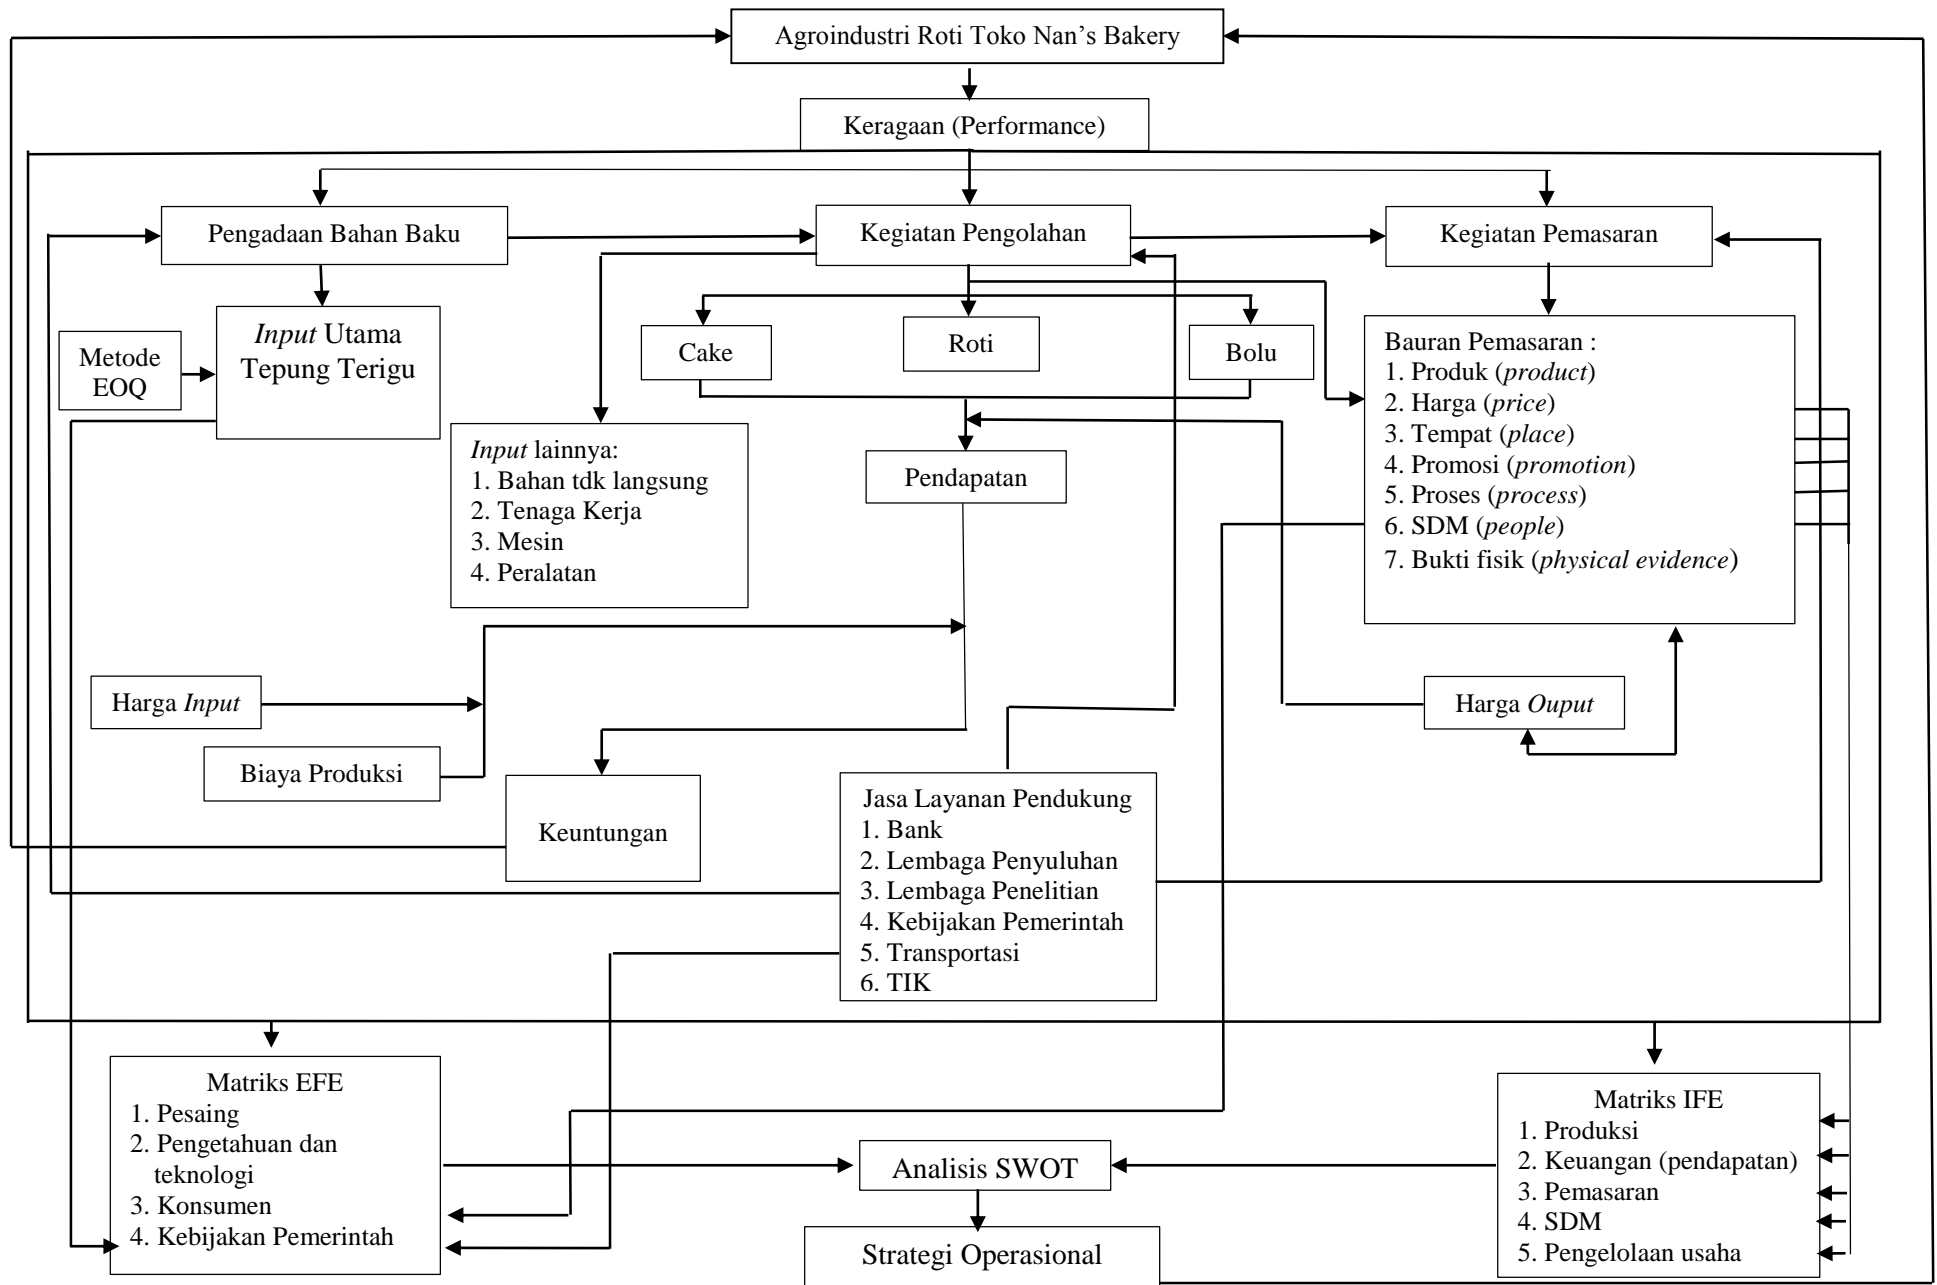 Agroindustri Roti Toko Nan’s Bakery
Keragaan (Performance)
Pengadaan Bahan Baku
Kegiatan Pengolahan
Kegiatan Pemasaran
Metode
EOQ
Input Utama
Tepung Terigu
Cake
Roti
Bolu
Bauran Pemasaran :
1. Produk (product)
2. Harga (price)
3. Tempat (place)
4. Promosi (promotion)
5. Proses (process)
6. SDM (people)
7. Bukti fisik (physical evidence)
Input lainnya:
1. Bahan tdk langsung
2. Tenaga Kerja
3. Mesin
4. Peralatan
Pendapatan
Harga Input
Harga Ouput
Biaya Produksi
Keuntungan
Jasa Layanan Pendukung
1. Bank
2. Lembaga Penyuluhan
3. Lembaga Penelitian
4. Kebijakan Pemerintah
5. Transportasi
6. TIK
Matriks EFE
1. Pesaing
2. Pengetahuan dan
teknologi
3. Konsumen
4. Kebijakan Pemerintah
Analisis SWOT
Matriks IFE
1. Produksi
2. Keuangan (pendapatan)
3. Pemasaran
4. SDM
5. Pengelolaan usaha
Strategi Operasional